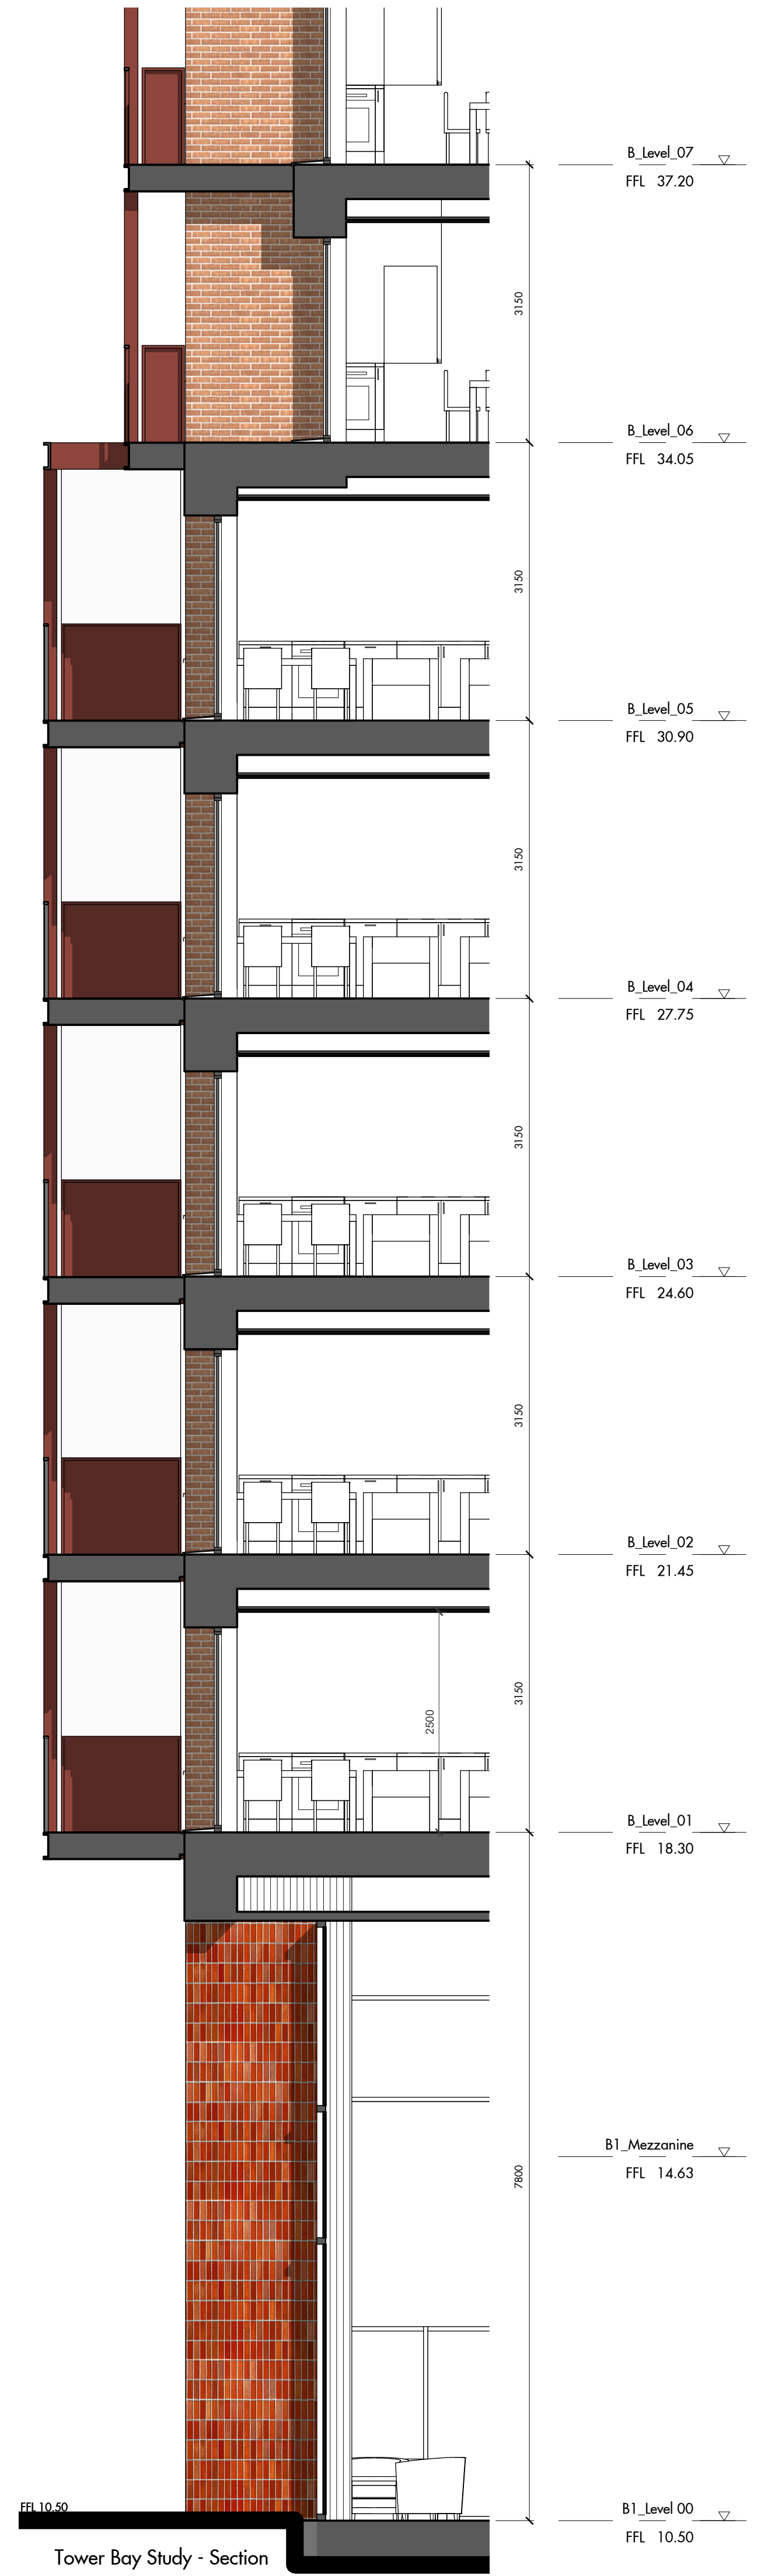 B_Level_07
FFL 37.20
3150
B_Level_06
FFL 34.05
3150
B_Level_05
FFL 30.90
3150
B_Level_04
FFL 27.75
3150
B_Level_03
FFL 24.60
3150
B_Level_02
FFL 21.45
3150
2500
B_Level_01
FFL 18.30
B1_Mezzanine
FFL 14.63
7800
B1_Level 00
FFL 10.50
FFL 10.50
Tower Bay Study - Section